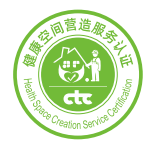 健康空间营造服务认证
ctc
Health Space Creation Service Certification